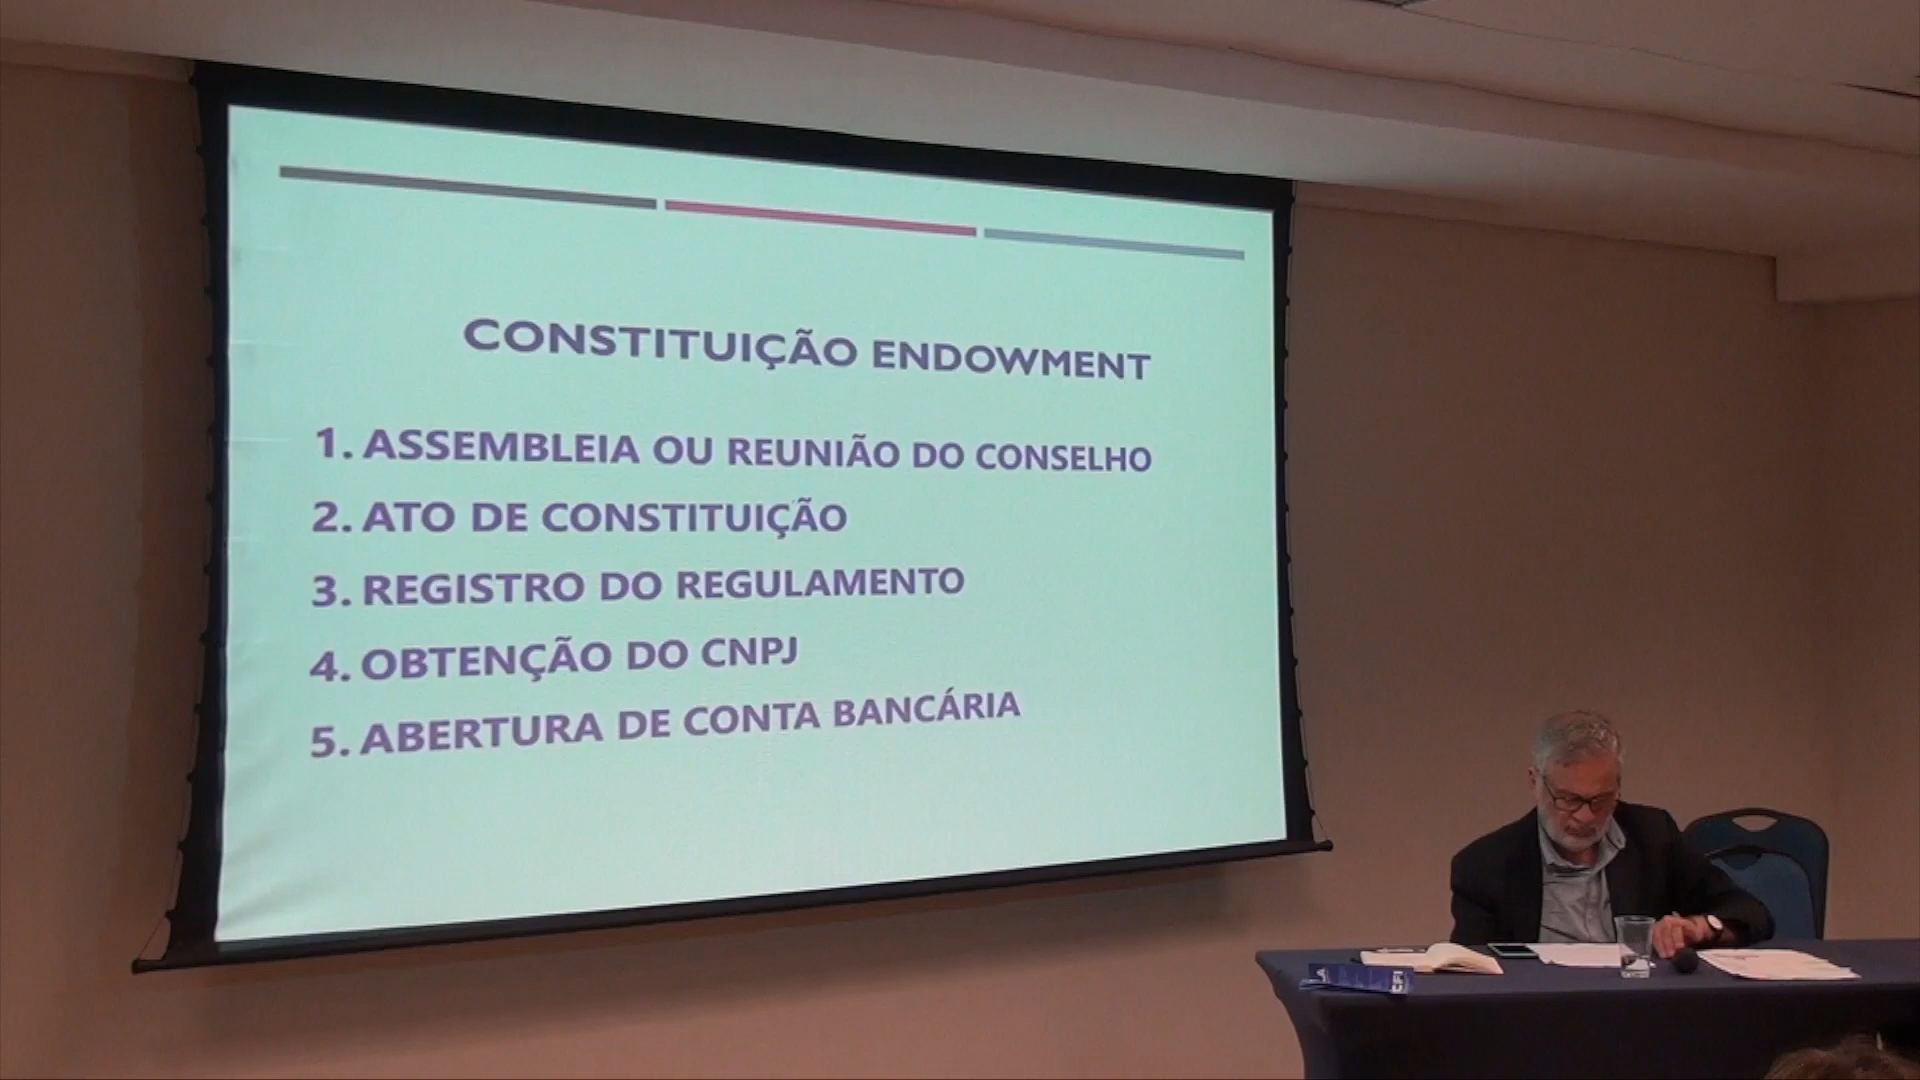 CONSTITUIÇÃO ENDOWMENT
1. ASSEMBLEIA OU REUNIÃO DO CONSELHO
2. ATO DE CONSTITUIÇÃO
3. REGISTRO DO REGULAMENTO
4. OBTENÇÃO DO CNPJ
5. ABERTURA DE CONTA BANCÁRIA